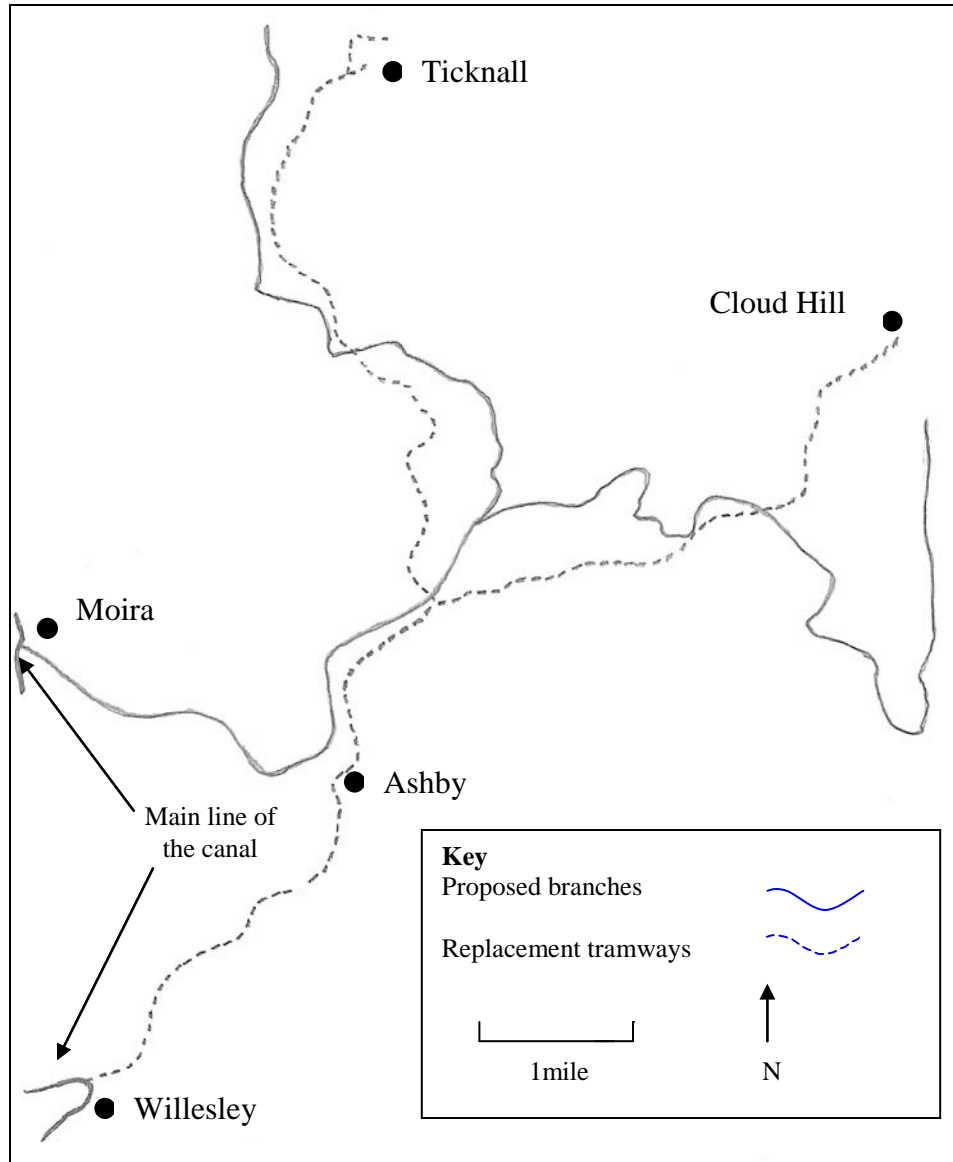 Ticknall
Cloud Hill
Moira
Ashby
Main line of
the canal
Key
Proposed branches
Replacement tramways
1mile
N
Willesley